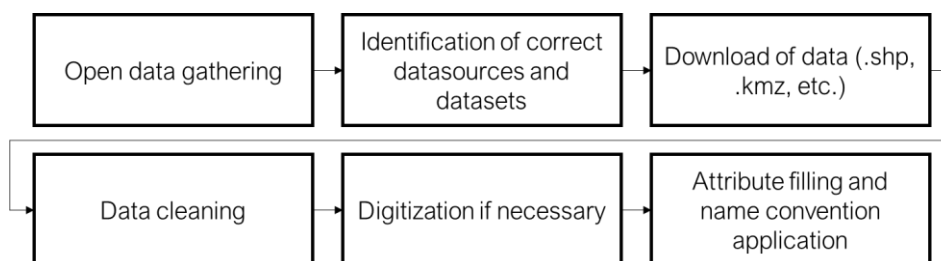 Open data gathering
Identification of correct
datasources and
datasets
Download of data (.shp,
.kmz, etc.)
Data cleaning
Digitization if necessary
Attribute filling and
name convention
application